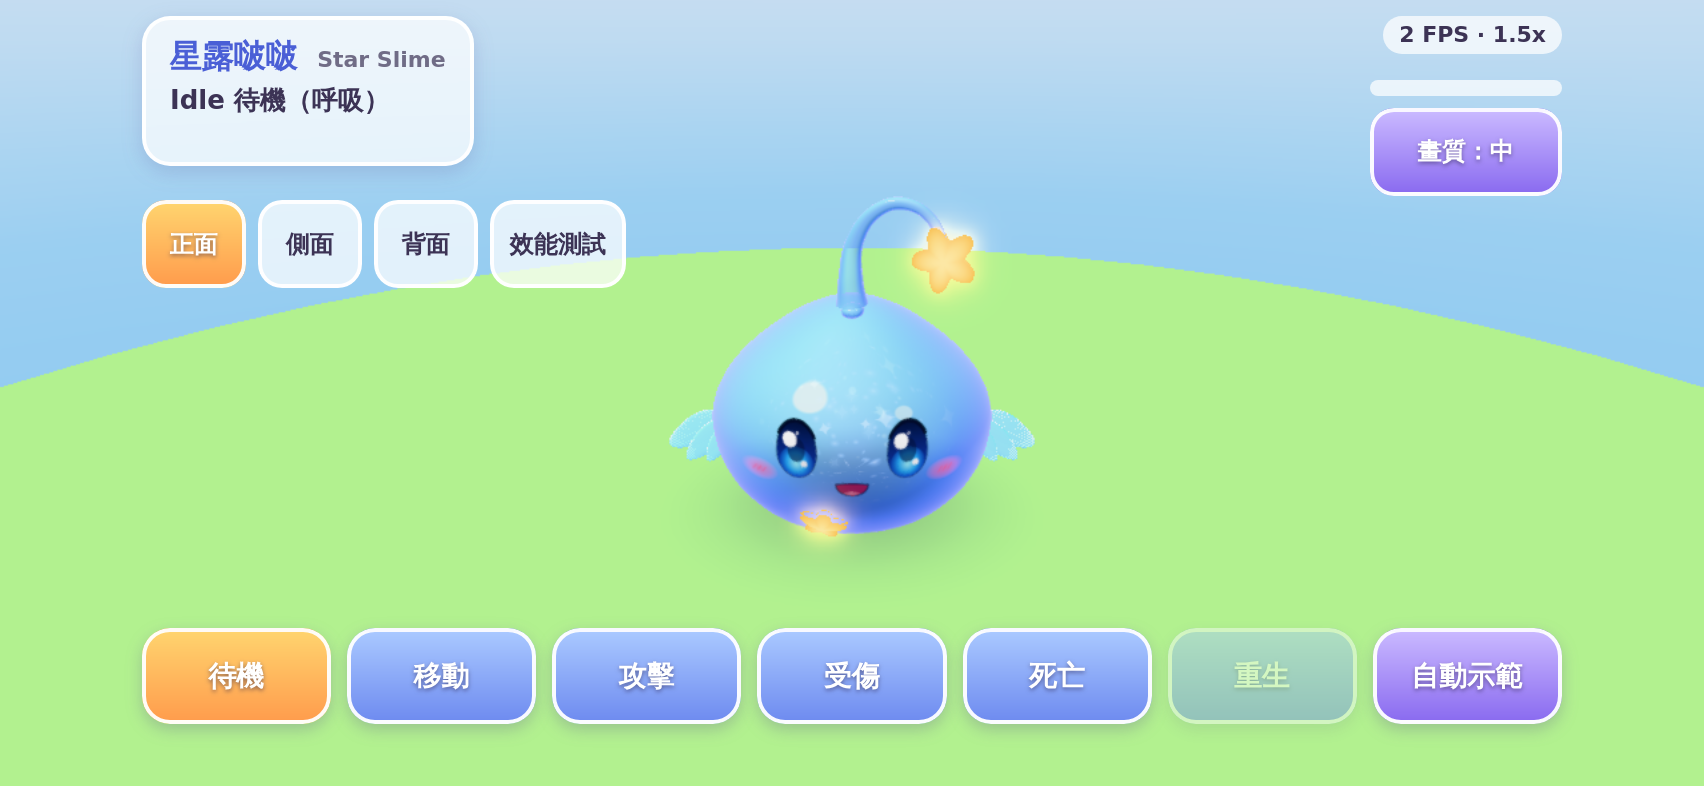 星露啵啵 Star Slime
Idle 待機（呼吸）
2 FPS · 1.5x
畫質：中
正面
側面
背面
效能測試
待機
移動
攻擊
受傷
死亡
重生
自動示範